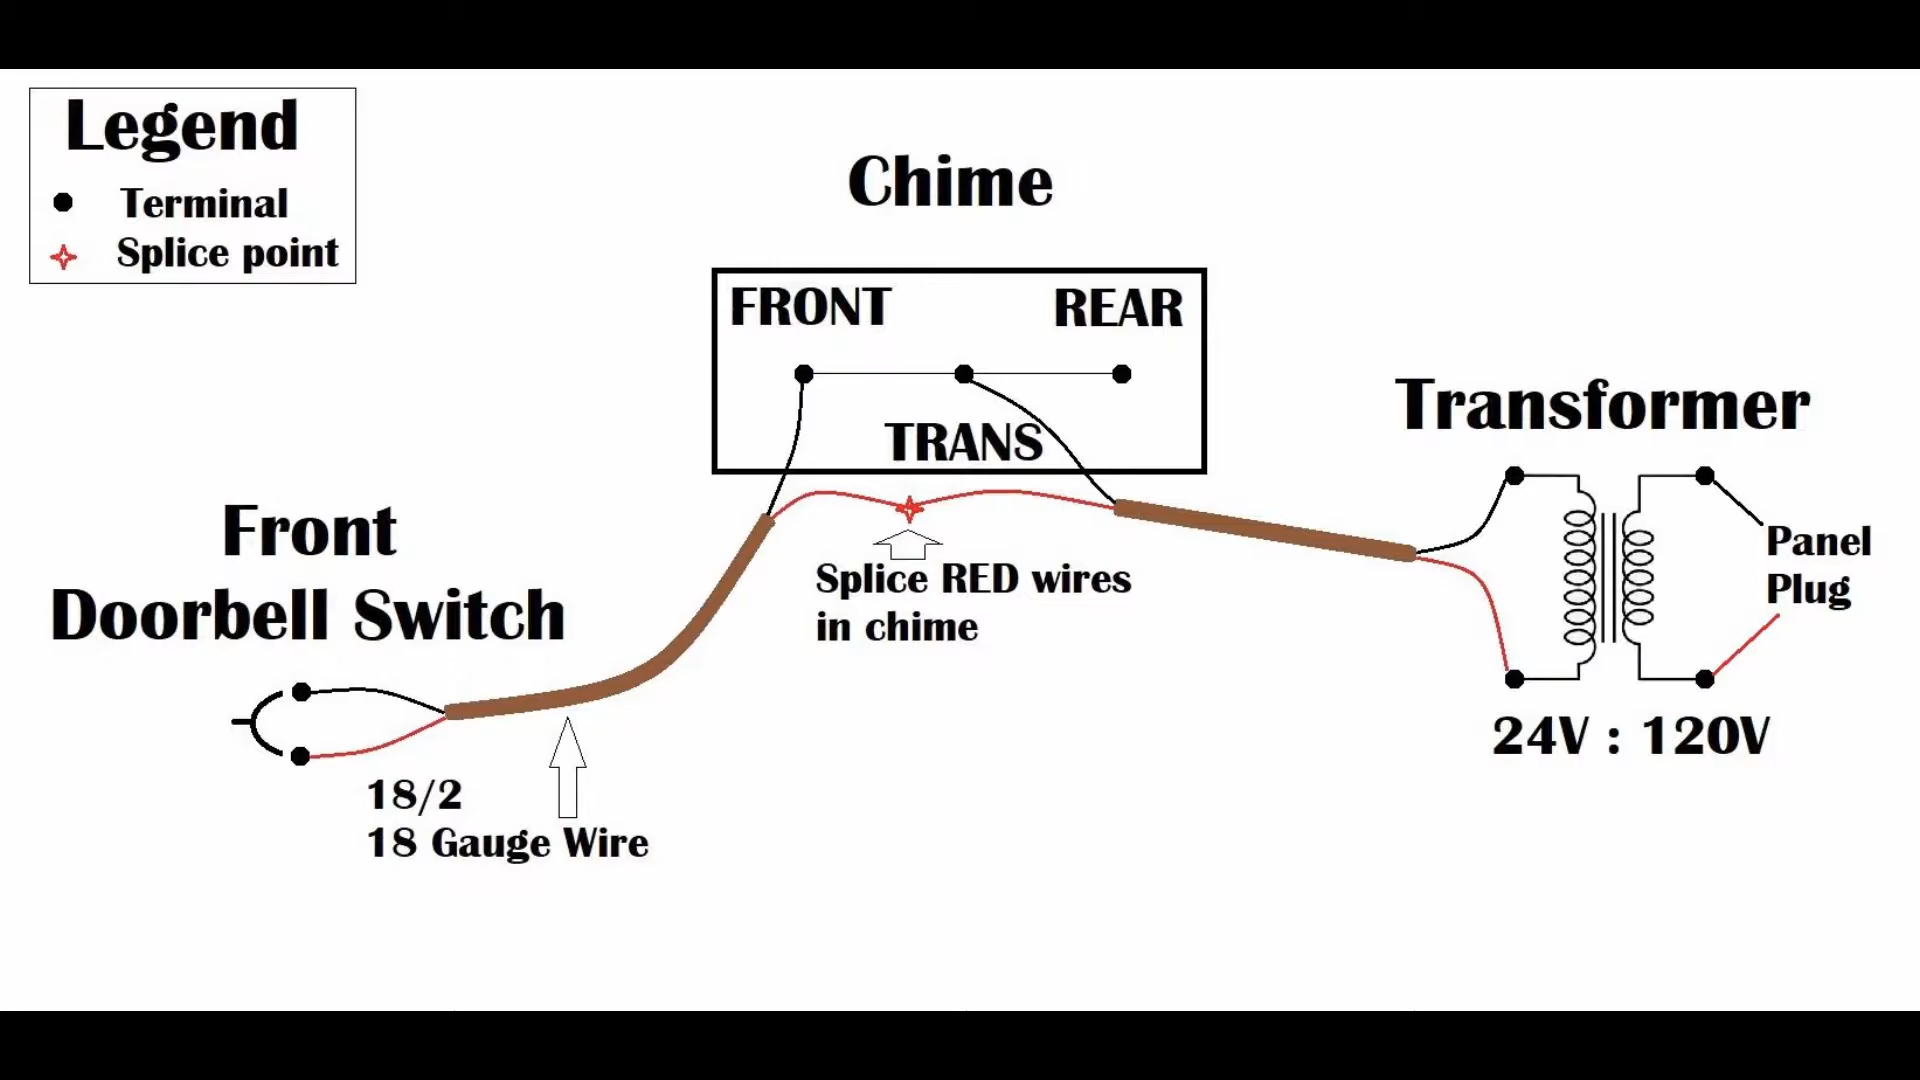 Legend
Terminal
Splice point
Chime
FRONT
REAR
TRANS
Transformer
Panel
Plug
24V : 120V
Splice RED wires
in chime
Front
Doorbell Switch
18/2
18 Gauge Wire